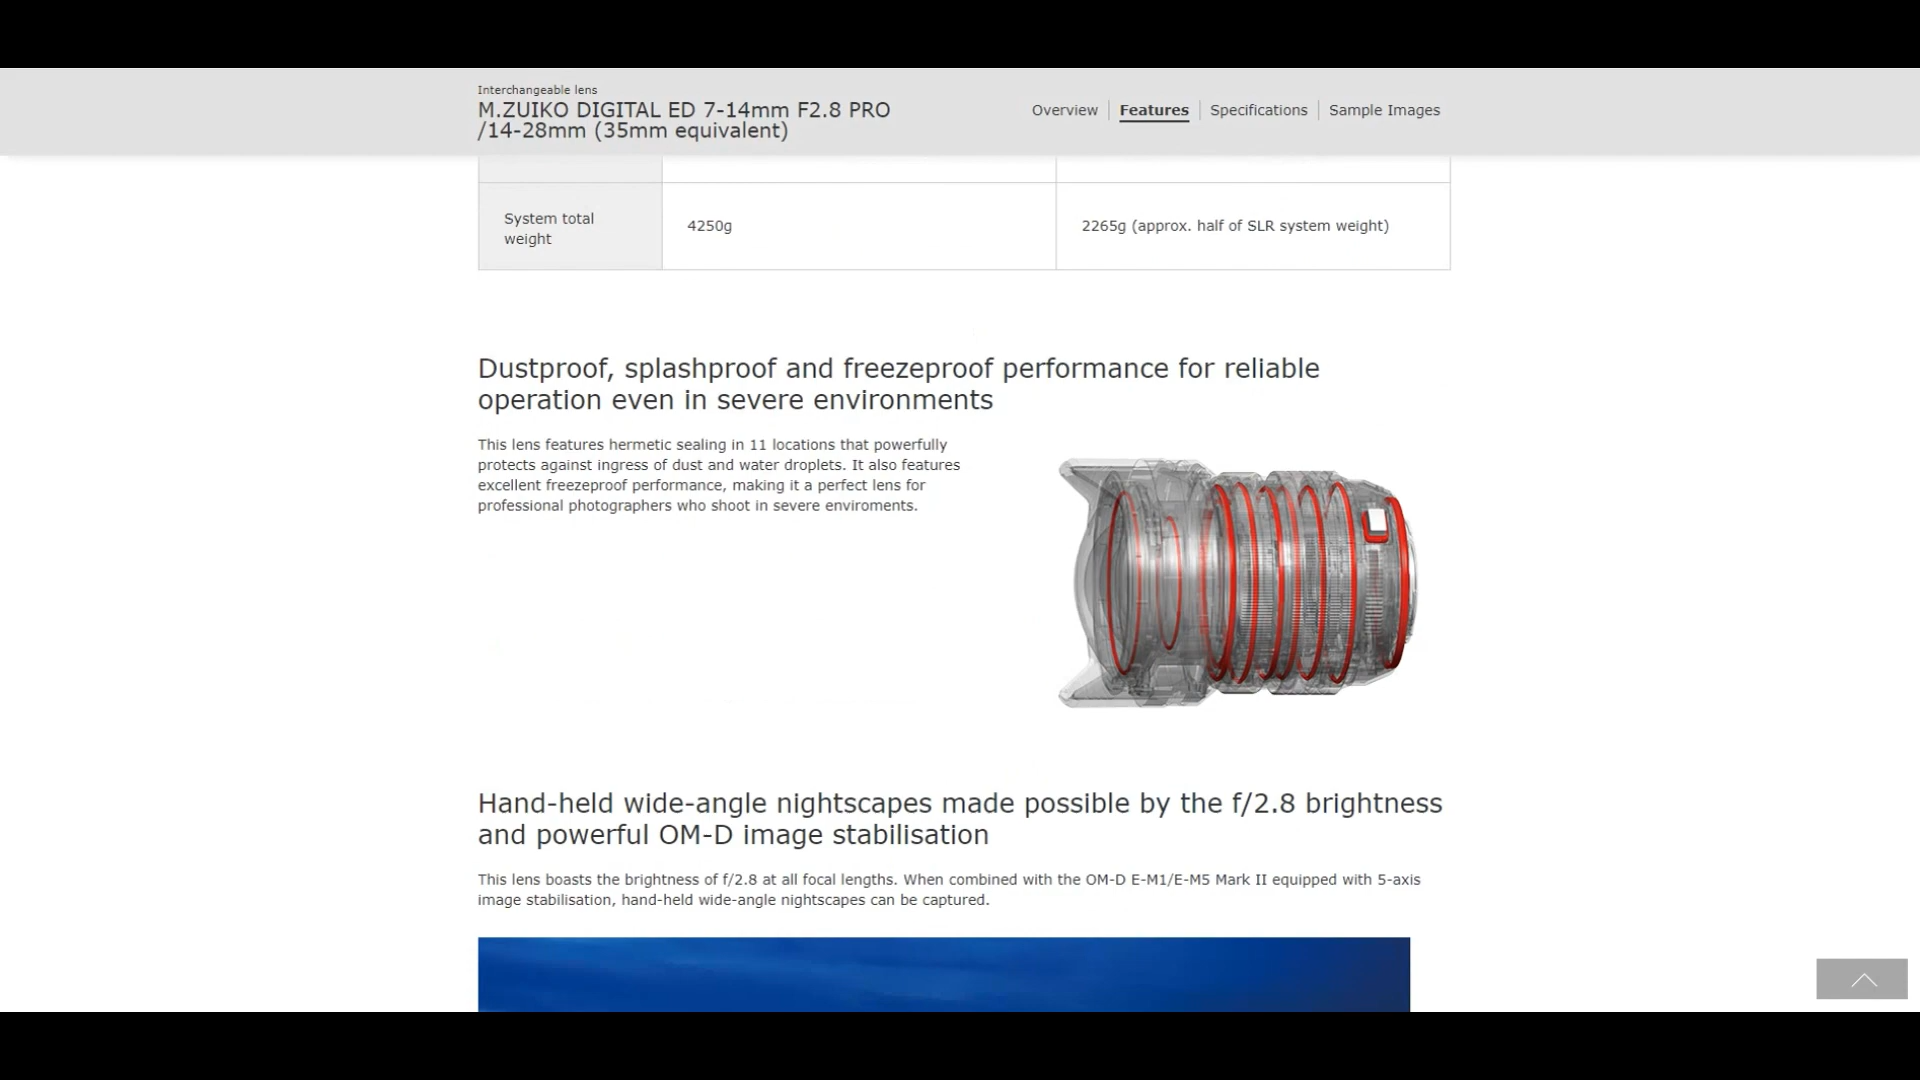 Interchangeable lens
M.ZUIKO DIGITAL ED 7-14mm F2.8 PRO
/14-28mm (35mm equivalent)
Overview
Features
Specifications
Sample Images
System total
weight
4250g
2265g (approx. half of SLR system weight)
Dustproof, splashproof and freezeproof performance for reliable
operation even in severe environments
This lens features hermetic sealing in 11 locations that powerfully
protects against ingress of dust and water droplets. It also features
excellent freezeproof performance, making it a perfect lens for
professional photographers who shoot in severe enviroments.
Hand-held wide-angle nightscapes made possible by the f/2.8 brightness
and powerful OM-D image stabilisation
This lens boasts the brightness of f/2.8 at all focal lengths. When combined with the OM-D E-M1/E-M5 Mark II equipped with 5-axis
image stabilisation, hand-held wide-angle nightscapes can be captured.